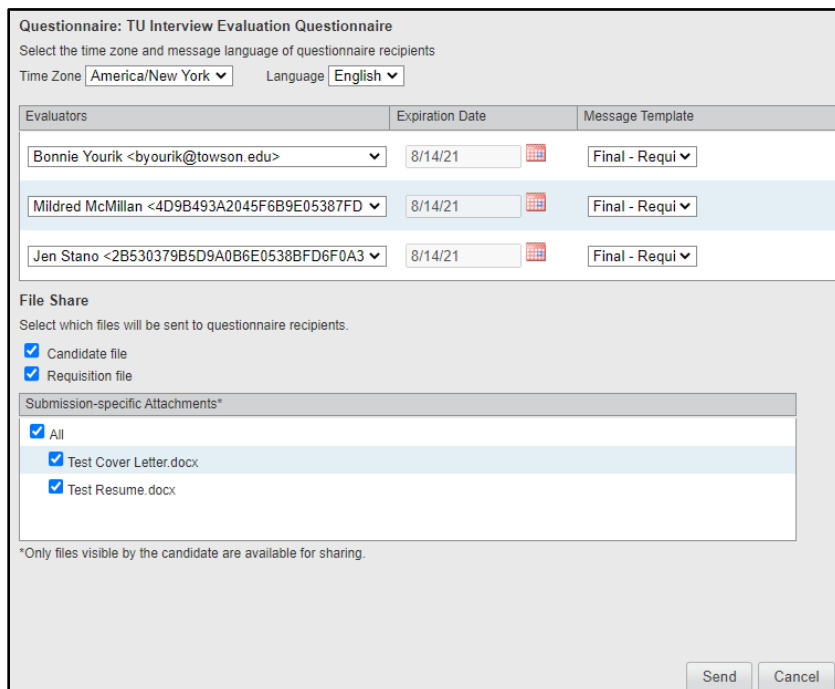 Questionnaire: TU Interview Evaluation Questionnaire
Select the time zone and message language of questionnaire recipients
Time Zone America/New York Language English
Evaluators Expiration Date Message Template
Bonnie Yourik <byourik@towson.edu> 8/14/21 Final - Requi
Mildred McMillan <4D9B493A2045F6B9E05387FD 8/14/21 Final - Requi
Jen Stano <2B530379B5D9A0B6E0538BFD6F0A3 8/14/21 Final - Requi
File Share
Select which files will be sent to questionnaire recipients.
Candidate file
Requisition file
Submission-specific Attachments*
All
Test Cover Letter.docx
Test Resume.docx
*Only files visible by the candidate are available for sharing.
Send Cancel